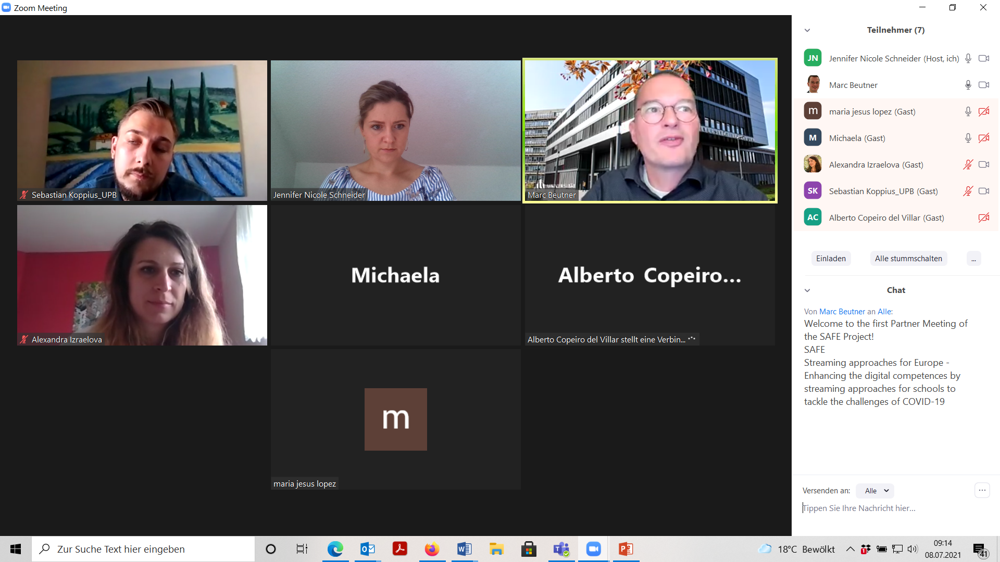 Zoom Meeting
Sebastian Koppius_UPB
Jennifer Nicole Schneider
UNIVERSITÄT
Marc Beutner
Alexandra Izraelova
Michaela
Alberto Copeiro...
Alberto Copeiro del Villar stellt eine Verbin...
m
maria jesus lopez
Teilnehmer (7)
JN Jennifer Nicole Schneider (Host, ich)
Marc Beutner
m maria jesus lopez (Gast)
M Michaela (Gast)
Alexandra Izraelova (Gast)
SK Sebastian Koppius_UPB (Gast)
AC Alberto Copeiro del Villar (Gast)
Einladen Alle stummschalten ...
Chat
Von Marc Beutner an Alle:
Welcome to the first Partner Meeting of
the SAFE Project!
SAFE
Streaming approaches for Europe -
Enhancing the digital competences by
streaming approaches for schools to
tackle the challenges of COVID-19
Versenden an: Alle
Tippen Sie Ihre Nachricht hier...
Zur Suche Text hier eingeben
18°C Bewölkt
09:14
08.07.2021
41